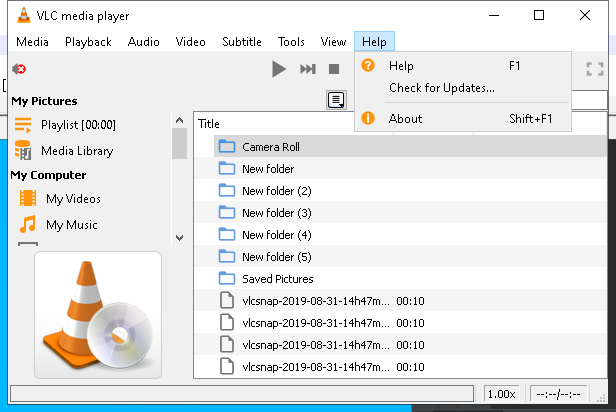 VLC media player
Media Playback Audio Video Subtitle Tools View Help
Help F1
Check for Updates...
About Shift+F1
My Pictures
Playlist [00:00]
Media Library
My Computer
My Videos
My Music
Title
Camera Roll
New folder
New folder (2)
New folder (3)
New folder (4)
New folder (5)
Saved Pictures
vlcsnap-2019-08-31-14h47m... 00:10
vlcsnap-2019-08-31-14h47m... 00:10
vlcsnap-2019-08-31-14h47m... 00:10
vlcsnap-2019-08-31-14h47m... 00:10
1.00x --:--/--:--